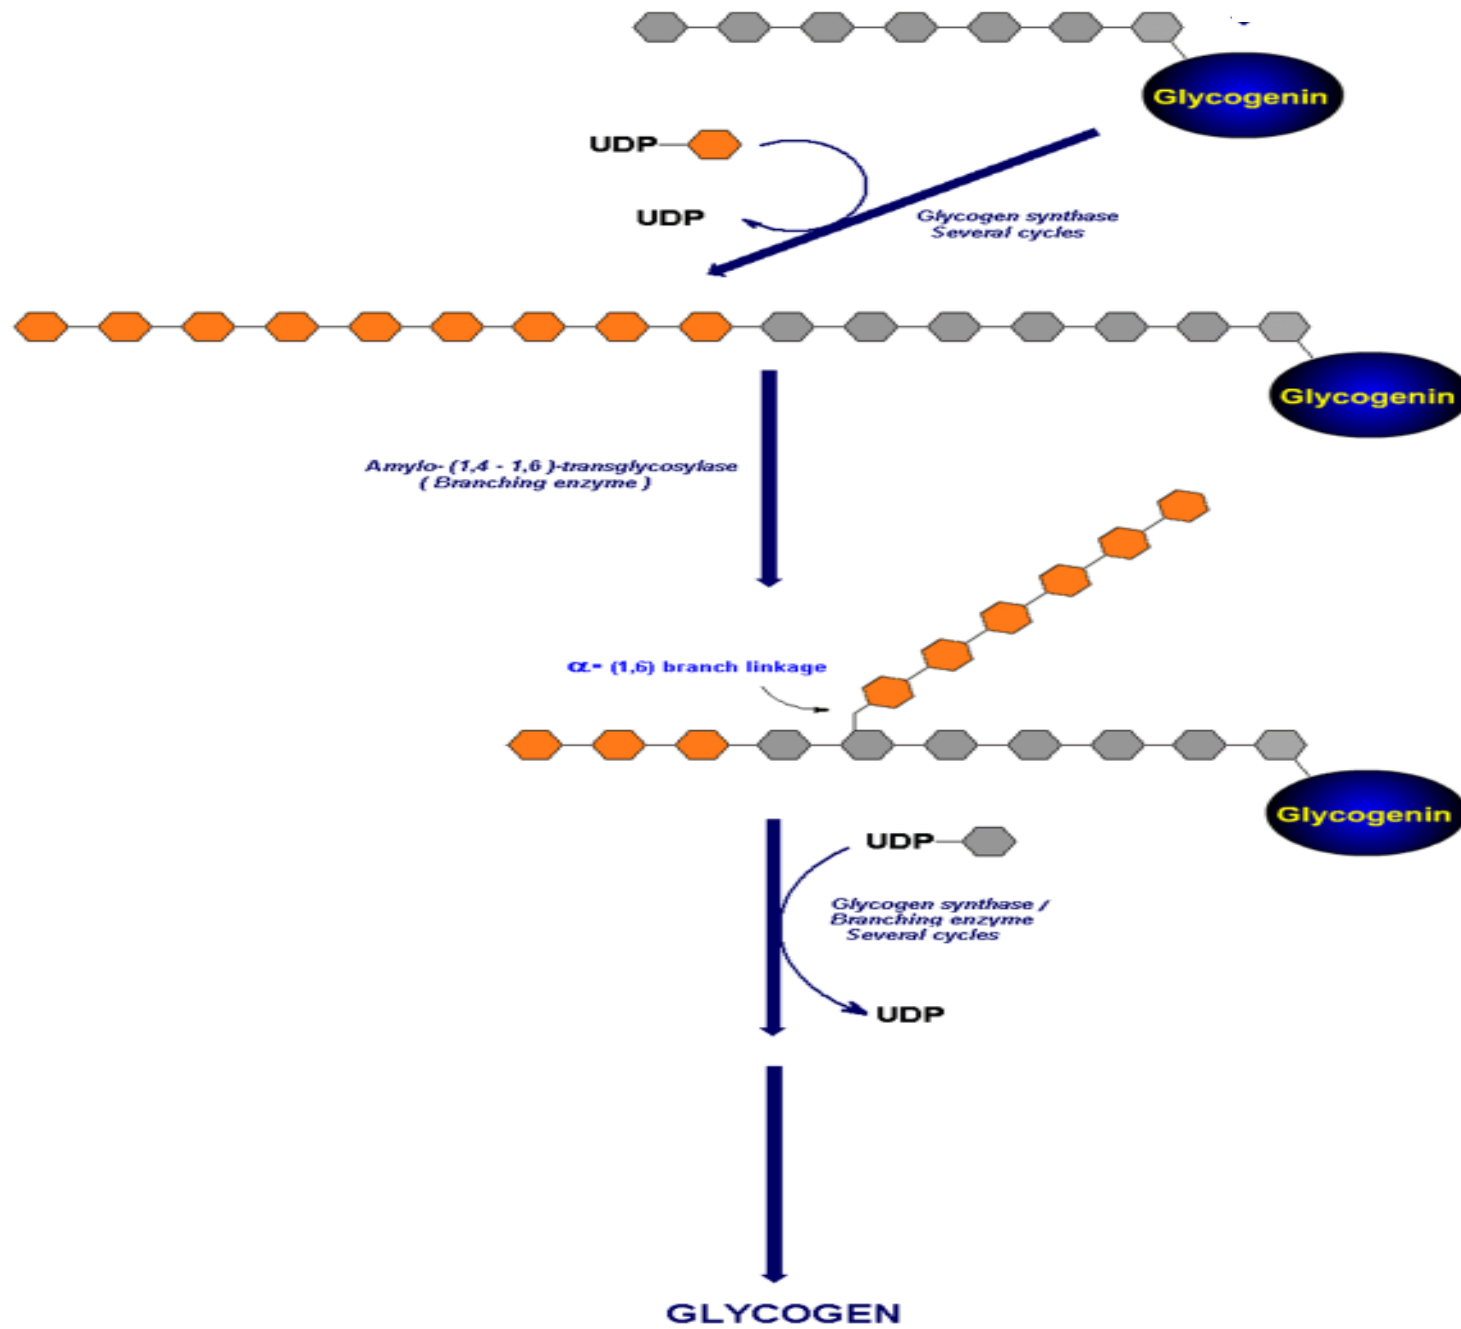 Glycogenin
UDP
UDP
Glycogen synthase
Several cycles
Glycogenin
Amylo- (1,4 - 1,6 )-transglycosylase
( Branching enzyme )
α- (1,6) branch linkage
Glycogenin
UDP
Glycogen synthase /
Branching enzyme
Several cycles
UDP
GLYCOGEN